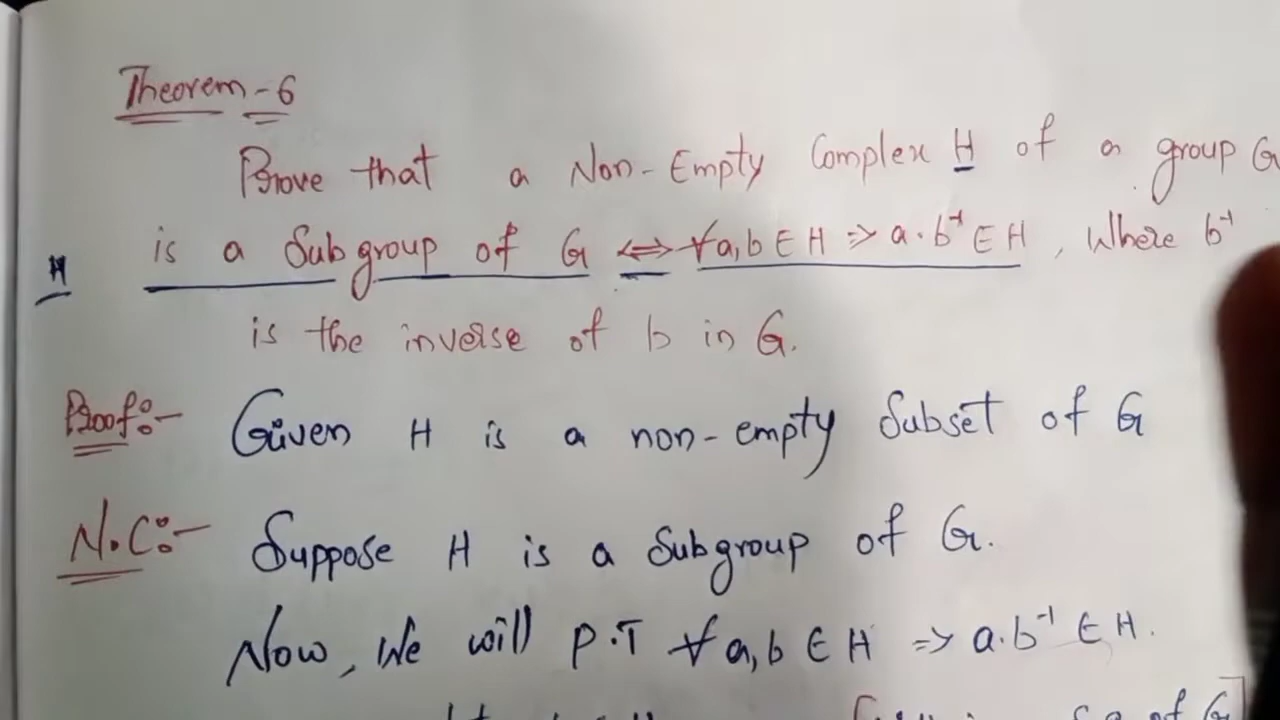 Theorem - 6
Prove that a Non-Empty Complex H of a group G
is a Subgroup of G ⇔ ∀a,b∈H ⇒ a·b⁻¹∈H, Where b⁻¹
H
is the inverse of b in G.
Proof:- Given H is a non-empty Subset of G
N.C:- Suppose H is a Subgroup of G.
Now, We will P.T ∀a,b∈H ⇒ a·b⁻¹∈H.
of G]